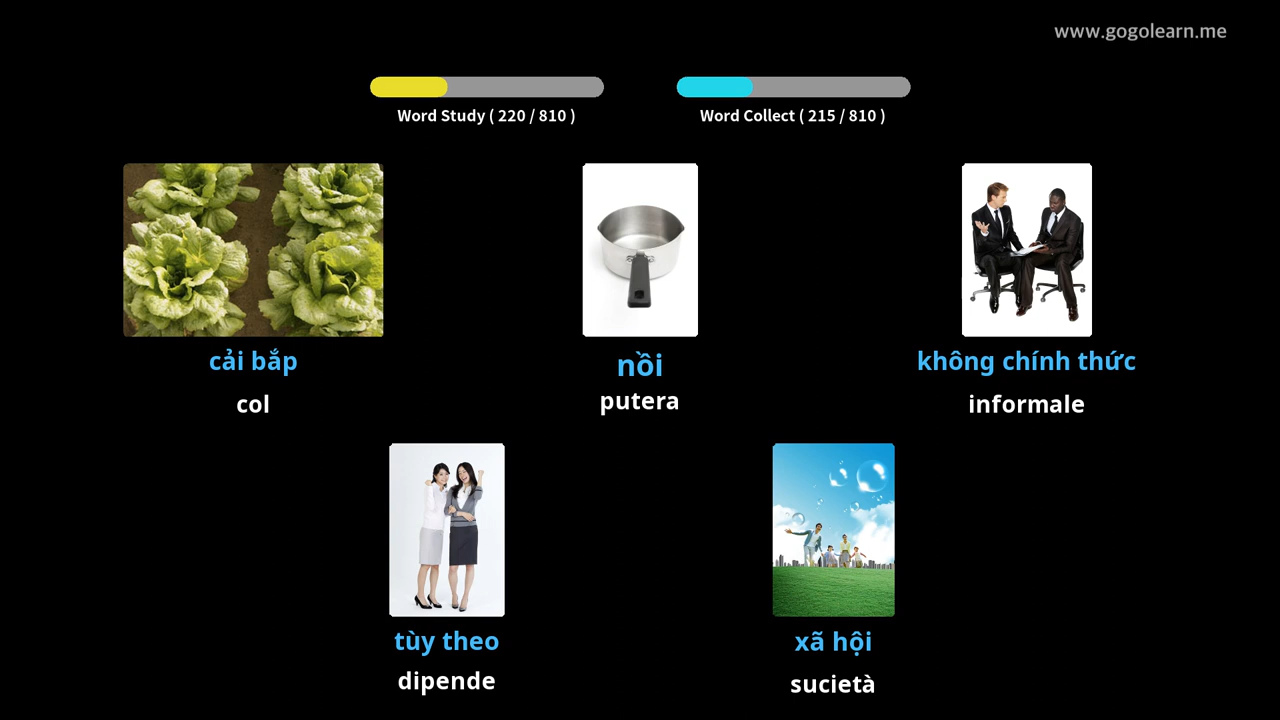 www.gogolearn.me
Word Study ( 220 / 810 )
Word Collect ( 215 / 810 )
cải bắp
col
nồi
putera
không chính thức
informale
tùy theo
dipende
xã hội
sucietà